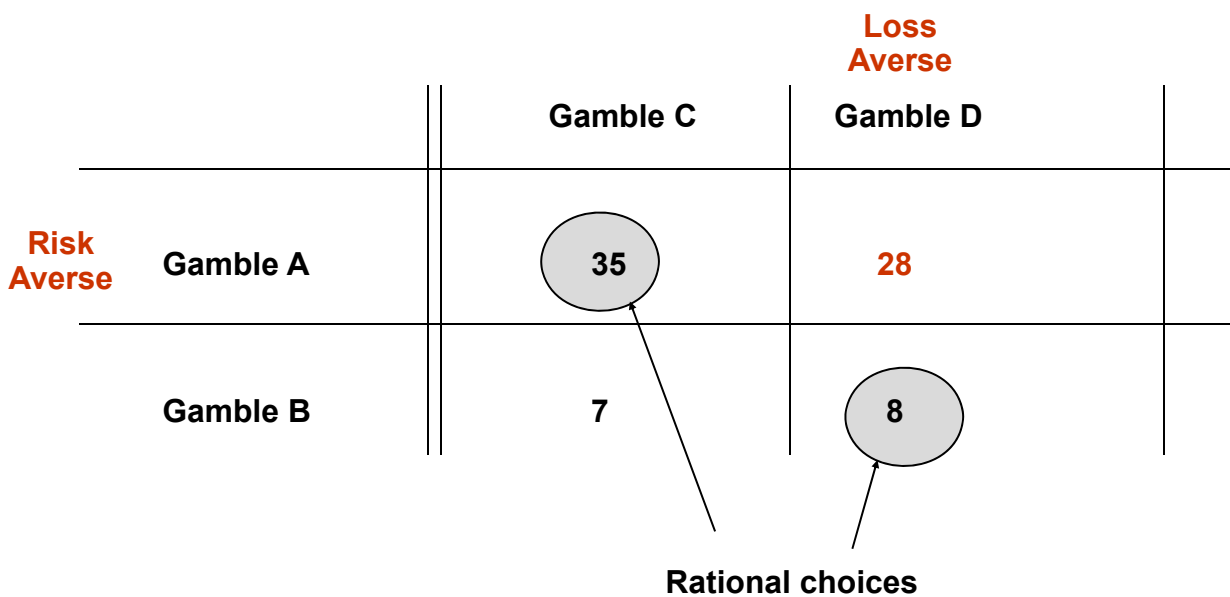 Loss
Averse
Gamble C Gamble D
Risk
Averse
Gamble A 35 28
Gamble B 7 8
Rational choices